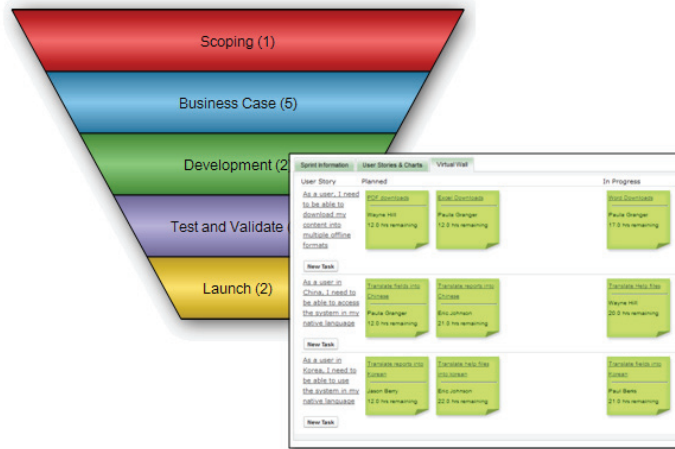 Scoping (1)
Business Case (5)
Development (2
Test and Validate (
Launch (2)
Sprint Information
User Stories & Charts
Virtual Wall
User Story
Planned
In Progress
As a user, I need
to be able to
download my
content into
multiple offline
formats
New Task
PDF downloads
Wayne Hill
12.0 hrs remaining
Excel Downloads
Paula Granger
12.0 hrs remaining
Word Downloads
Paula Granger
17.0 hrs remaining
As a user in
China, I need to
be able to access
the system in my
native language
New Task
Translate fields into
Chinese
Paula Granger
12.0 hrs remaining
Translate reports into
Chinese
Eric Johnson
21.0 hrs remaining
Translate Help files
Wayne Hill
20.0 hrs remaining
As a user in
Korea, I need to
be able to use
the system in my
native language
New Task
Translate reports into
Korean
Jason Berry
12.0 hrs remaining
Translate help files
into korean
Eric Johnson
22.0 hrs remaining
Translate fields into
Korean
Paul
21.0 hrs remaining